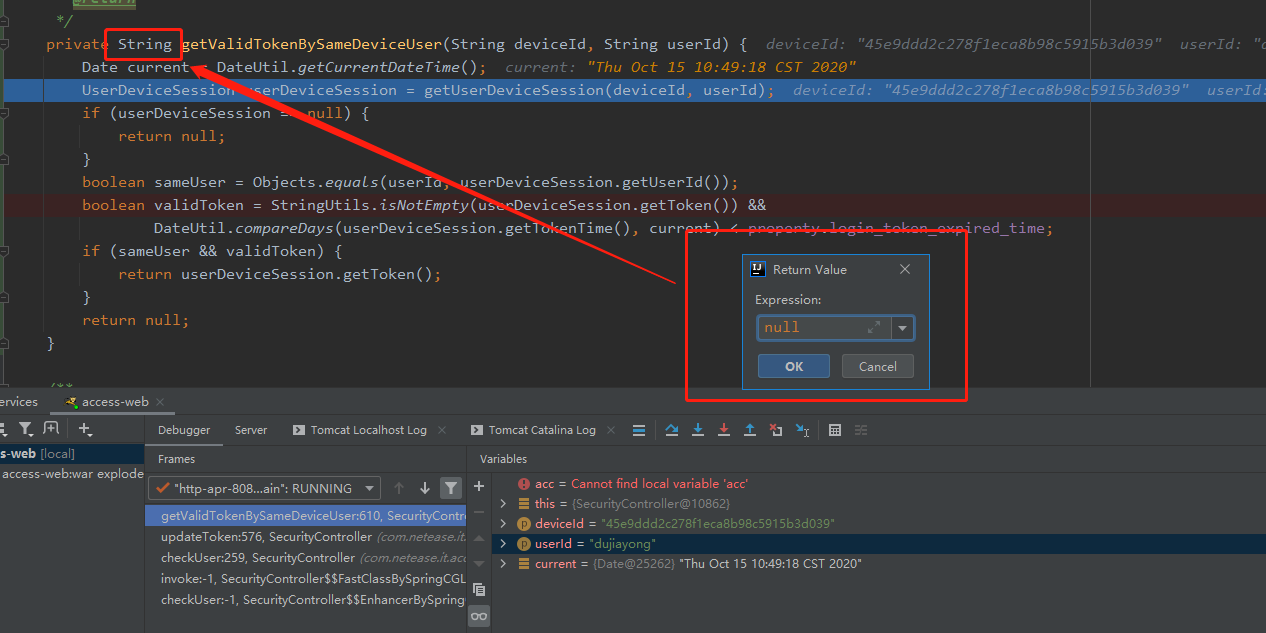 @return
*/
private String getValidTokenBySameDeviceUser(String deviceId, String userId) { deviceId: "45e9ddd2c278f1eca8b98c5915b3d039" userId: "d
Date current = DateUtil.getCurrentDateTime(); current: "Thu Oct 15 10:49:18 CST 2020"
UserDeviceSession userDeviceSession = getUserDeviceSession(deviceId, userId); deviceId: "45e9ddd2c278f1eca8b98c5915b3d039" userId:
if (userDeviceSession == null) {
return null;
}
boolean sameUser = Objects.equals(userId, userDeviceSession.getUserId());
boolean validToken = StringUtils.isNotEmpty(userDeviceSession.getToken()) &&
DateUtil.compareDays(userDeviceSession.getTokenTime(), current) < property.login_token_expired_time;
if (sameUser && validToken) {
return userDeviceSession.getToken();
}
return null;
}
/**
Return Value
Expression:
null
OK
Cancel
ervices
access-web
Debugger
Server
Tomcat Localhost Log
Tomcat Catalina Log
s-web [local]
access-web:war explode
Frames
"http-apr-808...ain": RUNNING
getValidTokenBySameDeviceUser:610, SecurityContro
updateToken:576, SecurityController (com.netease.it.
checkUser:259, SecurityController (com.netease.it.acc
invoke:-1, SecurityController$$FastClassBySpringCGL
checkUser:-1, SecurityController$$EnhancerBySpring
Variables
acc = Cannot find local variable 'acc'
this = {SecurityController@10862}
deviceId = "45e9ddd2c278f1eca8b98c5915b3d039"
userId = "dujiayong"
current = {Date@25262} "Thu Oct 15 10:49:18 CST 2020"